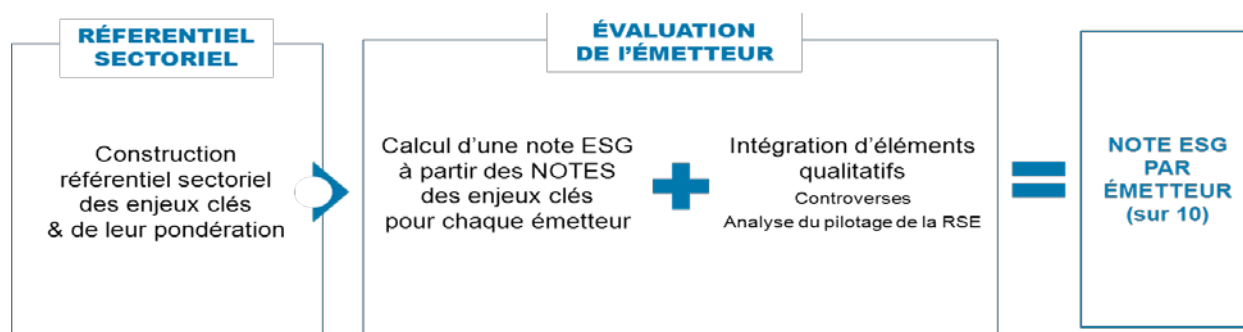 RÉFERENTIEL
SECTORIEL
Construction
référentiel sectoriel
des enjeux clés
& de leur pondération
ÉVALUATION
DE l'ÉMETTEUR
Calcul d'une note ESG
à partir des NOTES
des enjeux clés
pour chaque émetteur
Intégration d'éléments
qualitatifs
Controverses
Analyse du pilotage de la RSE
NOTE ESG
PAR
ÉMETTEUR
(sur 10)